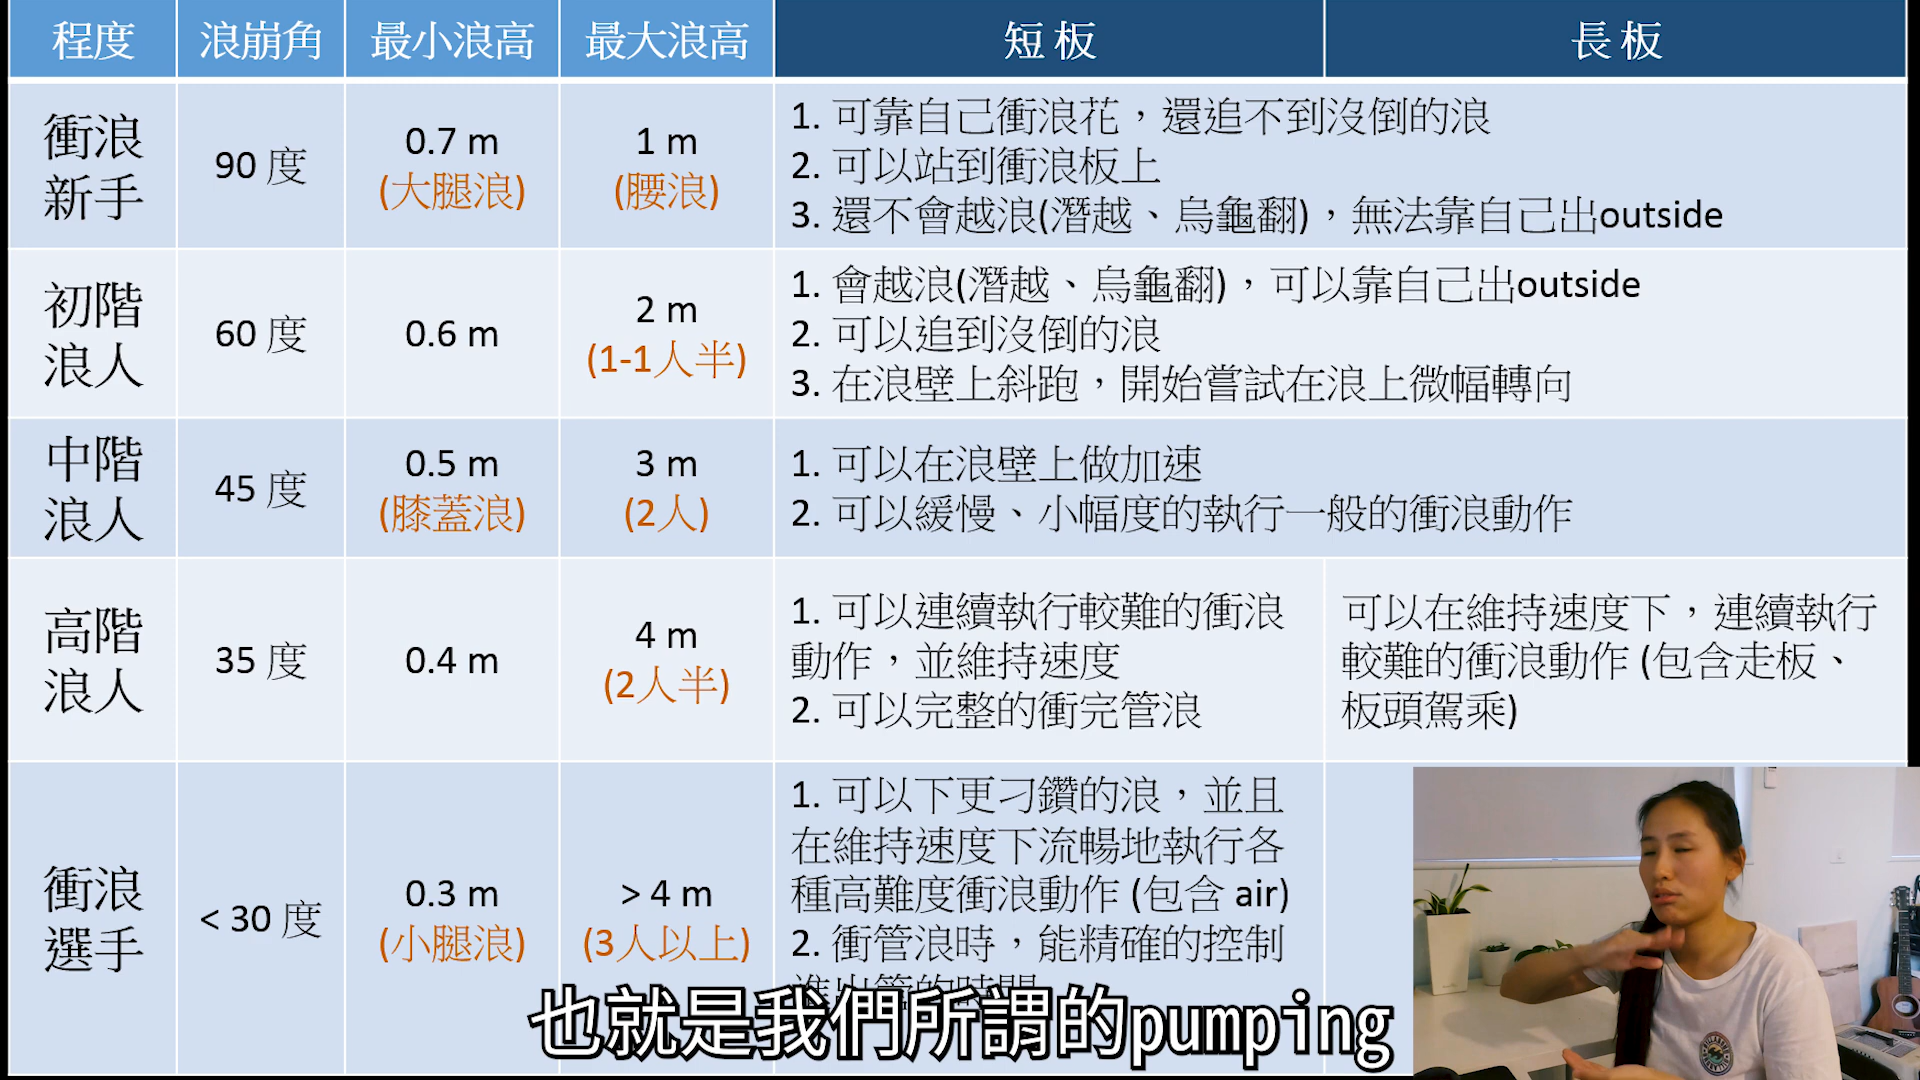 程度 浪崩角 最小浪高 最大浪高 短板 長板
衝浪
新手
90 度
0.7 m
(大腿浪)
1 m
(腰浪)
1. 可靠自己衝浪花，還追不到沒倒的浪
2. 可以站到衝浪板上
3. 還不會越浪(潛越、烏龜翻)，無法靠自己出outside
初階
浪人
60 度
0.6 m
2 m
(1-1人半)
1. 會越浪(潛越、烏龜翻)，可以靠自己出outside
2. 可以追到沒倒的浪
3. 在浪壁上斜跑，開始嘗試在浪上微幅轉向
中階
浪人
45 度
0.5 m
(膝蓋浪)
3 m
(2人)
1. 可以在浪壁上做加速
2. 可以緩慢、小幅度的執行一般的衝浪動作
高階
浪人
35 度
0.4 m
4 m
(2人半)
1. 可以連續執行較難的衝浪
動作，並維持速度
2. 可以完整的衝完管浪
可以在維持速度下，連續執行
較難的衝浪動作 (包含走板、
板頭駕乘)
衝浪
選手
< 30 度
0.3 m
(小腿浪)
> 4 m
(3人以上)
1. 可以下更刁鑽的浪，並且
在維持速度下流暢地執行各
種高難度衝浪動作 (包含 air)
2. 衝管浪時，能精確的控制
進出管的時間
也就是我們所謂的pumping